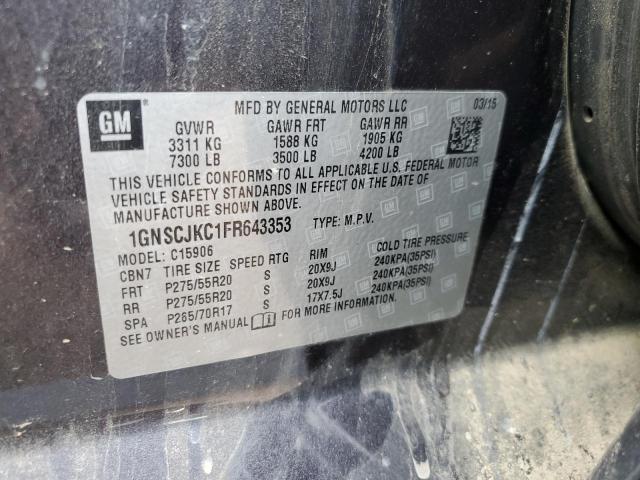 GM
MFD BY GENERAL MOTORS LLC 03/15
GVWR GAWR FRT GAWR RR
3311 KG 1588 KG 1905 KG
7300 LB 3500 LB 4200 LB
THIS VEHICLE CONFORMS TO ALL APPLICABLE U.S. FEDERAL MOTOR
VEHICLE SAFETY STANDARDS IN EFFECT ON THE DATE OF
MANUFACTURE SHOWN ABOVE.
1GNSCJKC1FR643353 TYPE: M.P.V.
MODEL: C15906
CBN7 TIRE SIZE SPEED RTG RIM COLD TIRE PRESSURE
FRT P275/55R20 S 20X9J 240KPA(35PSI)
RR P275/55R20 S 20X9J 240KPA(35PSI)
SPA P265/70R17 S 17X7.5J 240KPA(35PSI)
SEE OWNER'S MANUAL FOR MORE INFORMATION.